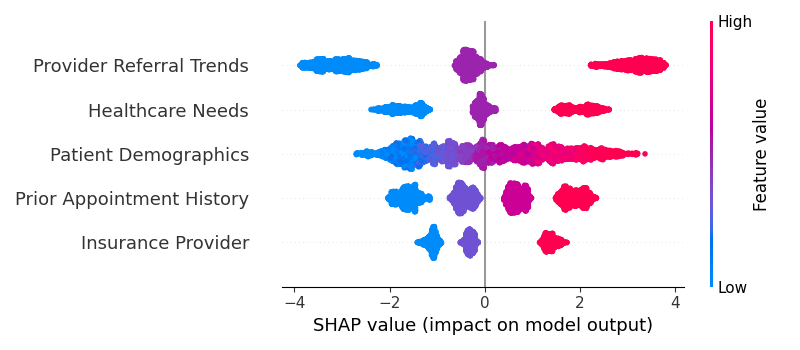 High
Provider Referral Trends
Healthcare Needs
Patient Demographics
Prior Appointment History
Insurance Provider
Feature value
Low
−4 −2 0 2 4
SHAP value (impact on model output)